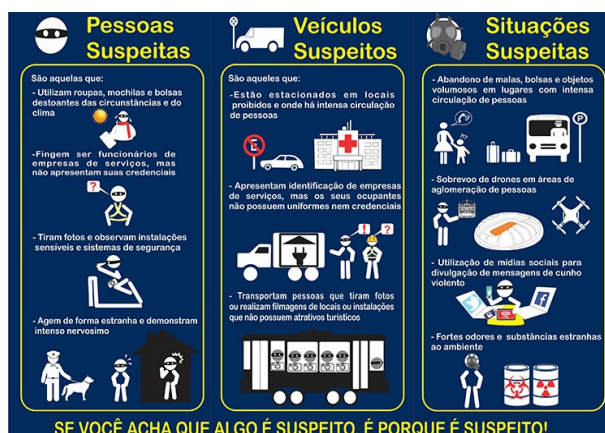 Pessoas
Suspeitas
São aquelas que:
- Utilizam roupas, mochilas e bolsas
destoantes das circunstâncias e do
clima
-Fingem ser funcionários de
empresas de serviços, mas
não apresentam suas credenciais
?
- Tiram fotos e observam instalações
sensíveis e sistemas de segurança
-Agem de forma estranha e demonstram
intenso nervosimo
Veículos
Suspeitos
São aqueles que:
-Estão estacionados em locais
proibidos e onde há intensa circulação
de pessoas
E
- Apresentam identificação de empresas
de serviços, mas os seus ocupantes
não possuem uniformes nem credenciais
! ?
- Transportam pessoas que tiram fotos
ou realizam filmagens de locais ou instalações
que não possuem atrativos turísticos
Situações
Suspeitas
- Abandono de malas, bolsas e objetos
volumosos em lugares com intensa
circulação de pessoas
P
- Sobrevoo de drones em áreas de
aglomeração de pessoas
- Utilização de mídias sociais para
divulgação de mensagens de cunho
violento
f
- Fortes odores e substâncias estranhas
ao ambiente
SE VOCÊ ACHA QUE ALGO É SUSPEITO, É PORQUE É SUSPEITO!